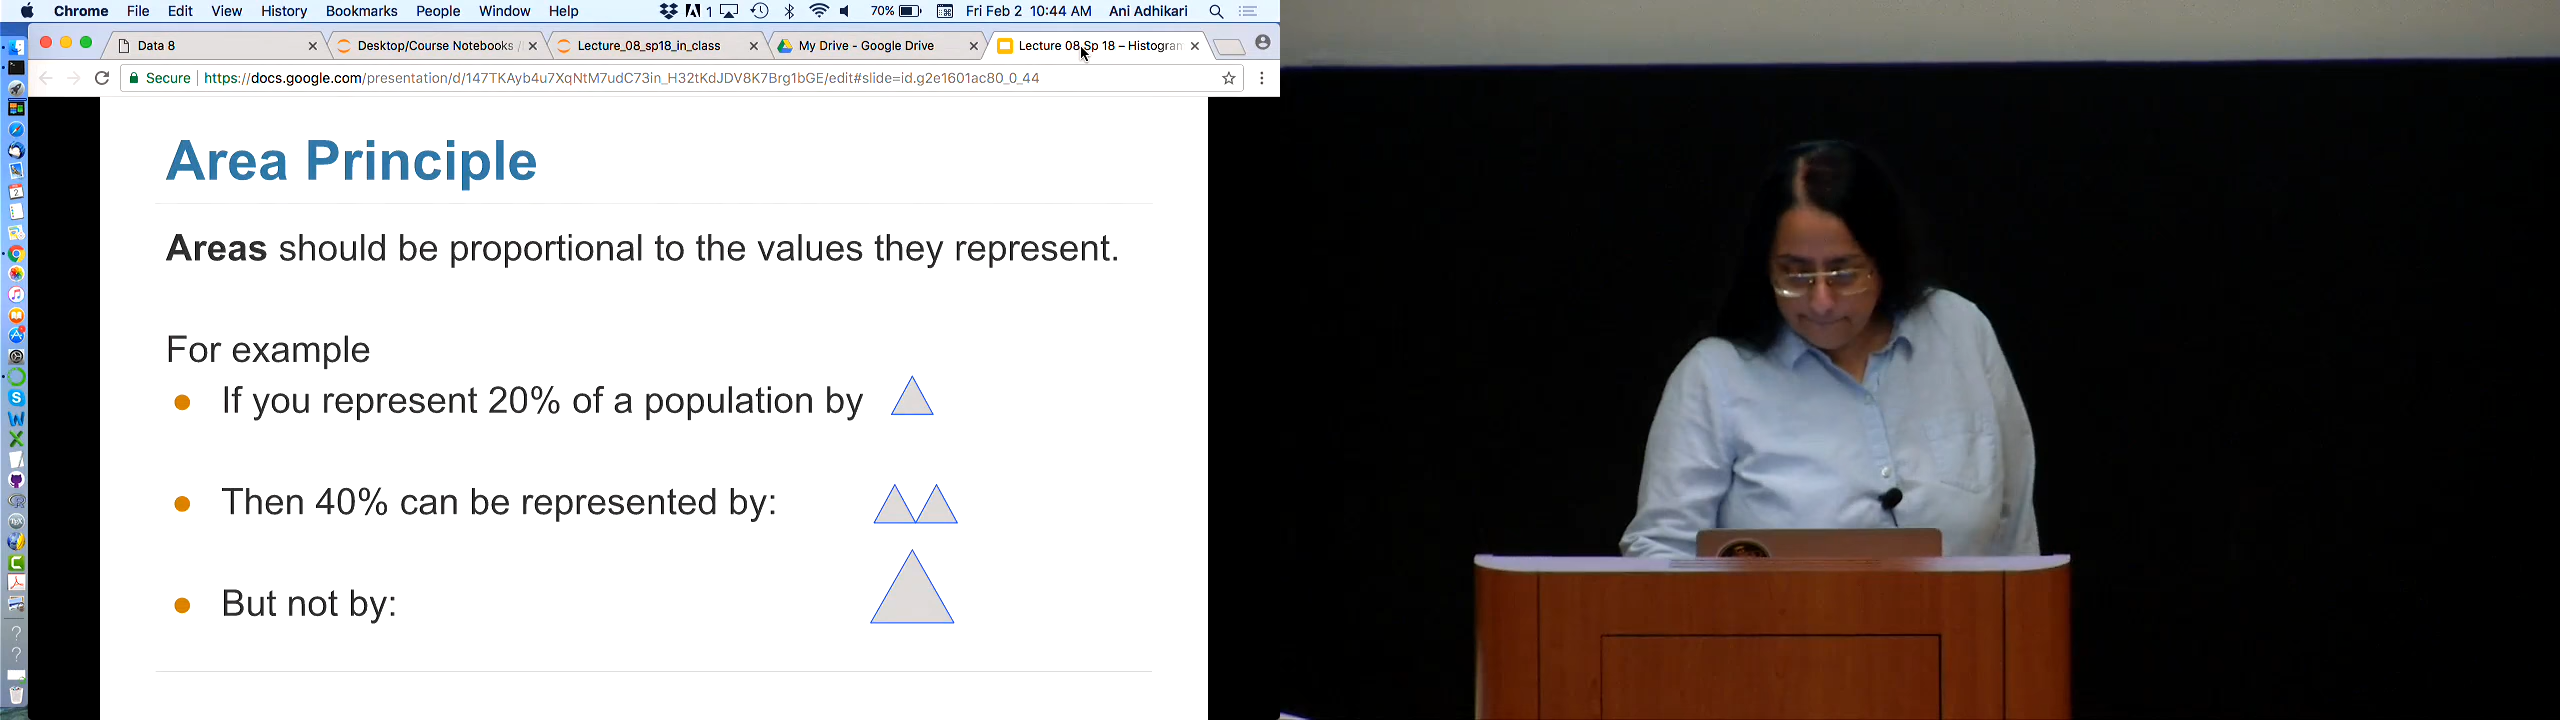 Chrome File Edit View History Bookmarks People Window Help 1 70% Fri Feb 2 10:44 AM Ani Adhikari
Data 8 Desktop/Course Notebooks / Lecture_08_sp18_in_class My Drive - Google Drive Lecture 08 Sp 18 – Histogram
Secure https://docs.google.com/presentation/d/147TKAyb4u7XqNtM7udC73in_H32tKdJDV8K7Brg1bGE/edit#slide=id.g2e1601ac80_0_44
Area Principle
Areas should be proportional to the values they represent.
For example
● If you represent 20% of a population by
● Then 40% can be represented by:
● But not by: